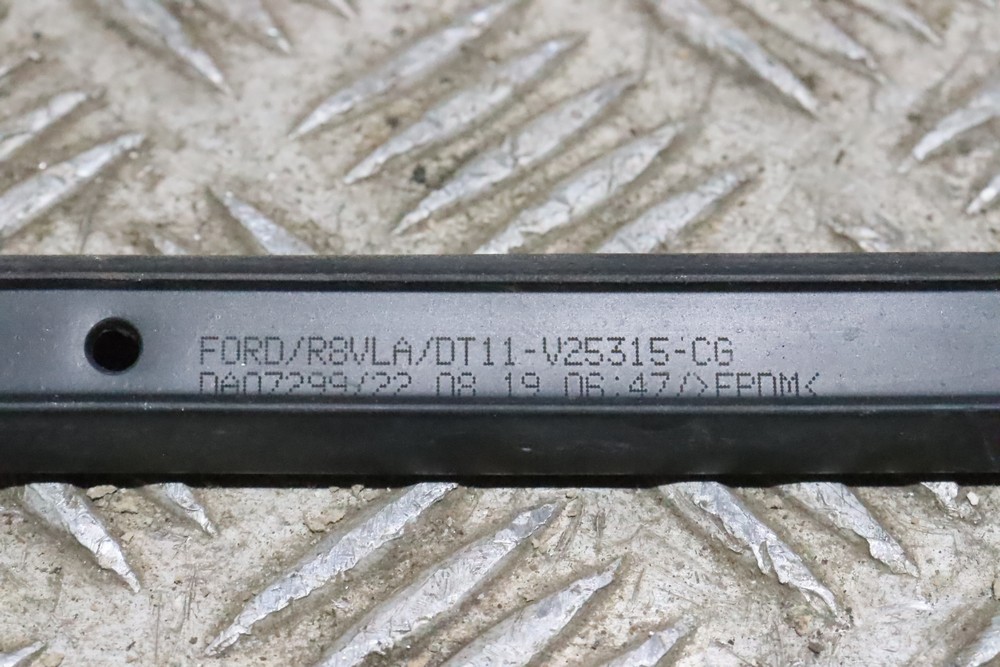 FORD/R8VLA/DT11-V25315-CG
DA07299/22 08 19 06:47/>EPDM<